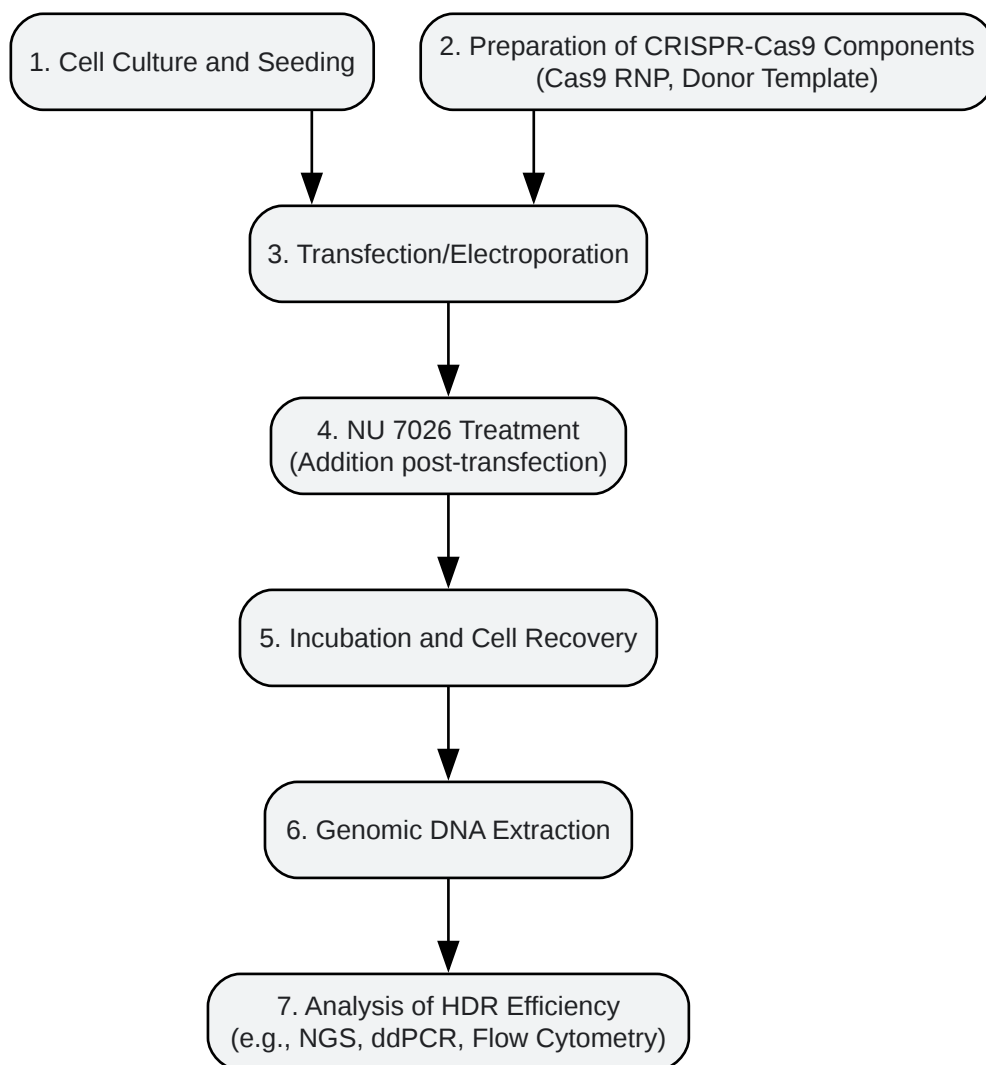 1. Cell Culture and Seeding
2. Preparation of CRISPR-Cas9 Components
(Cas9 RNP, Donor Template)
3. Transfection/Electroporation
4. NU 7026 Treatment
(Addition post-transfection)
5. Incubation and Cell Recovery
6. Genomic DNA Extraction
7. Analysis of HDR Efficiency
(e.g., NGS, ddPCR, Flow Cytometry)